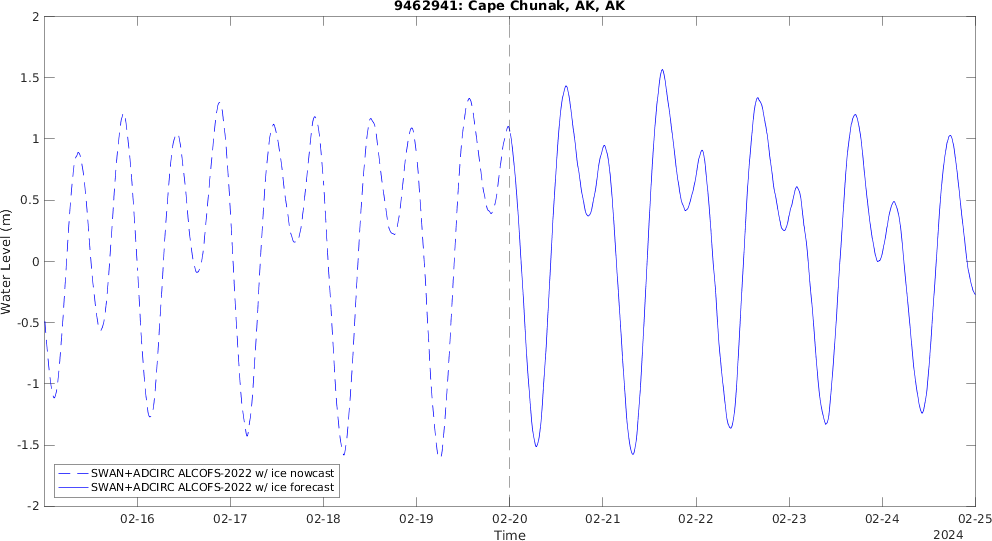 9462941: Cape Chunak, AK, AK
2
1.5
1
0.5
0
-0.5
-1
-1.5
-2
Water Level (m)
SWAN+ADCIRC ALCOFS-2022 w/ ice nowcast
SWAN+ADCIRC ALCOFS-2022 w/ ice forecast
02-16 02-17 02-18 02-19 02-20 02-21 02-22 02-23 02-24 02-25
Time
2024